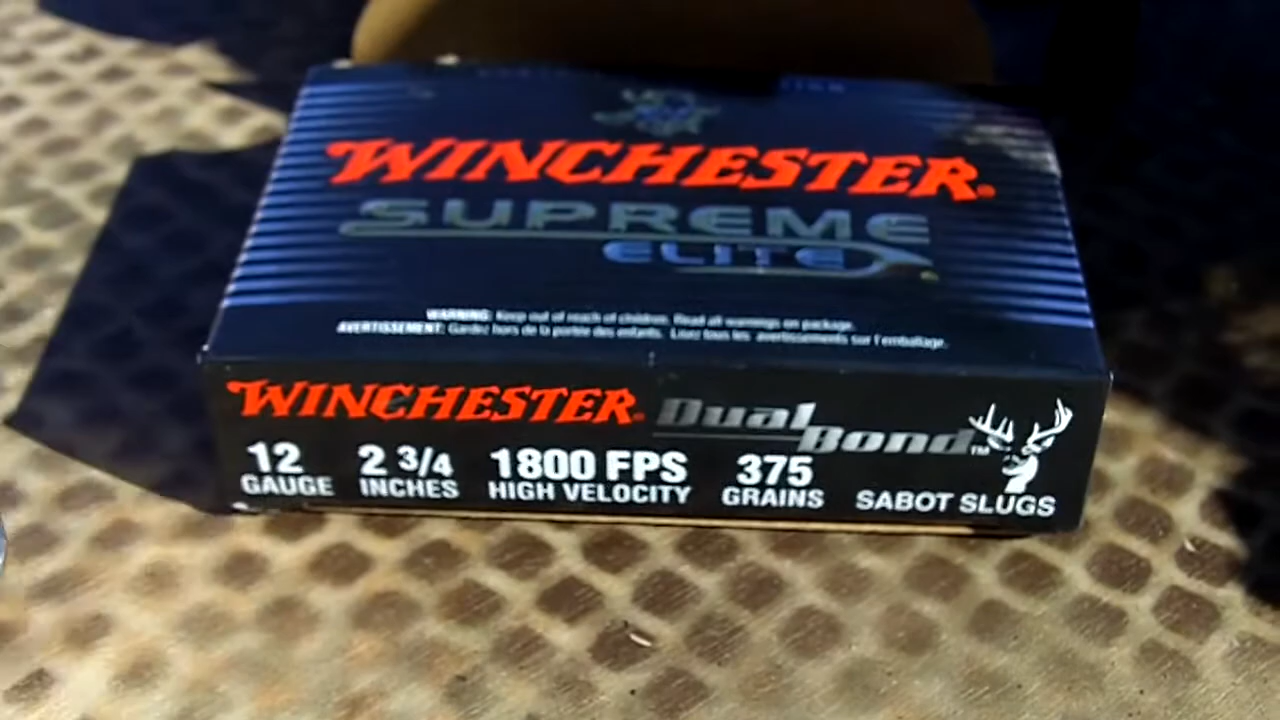 WINCHESTER®
SUPREME
ELITE
WARNING: Keep out of reach of children. Read all warnings on package.
AVERTISSEMENT: Gardez hors de la portée des enfants. Lisez tous les avertissements sur l'emballage.
WINCHESTER® Dual Bond™
12 GAUGE 2 3/4 INCHES 1800 FPS HIGH VELOCITY 375 GRAINS SABOT SLUGS